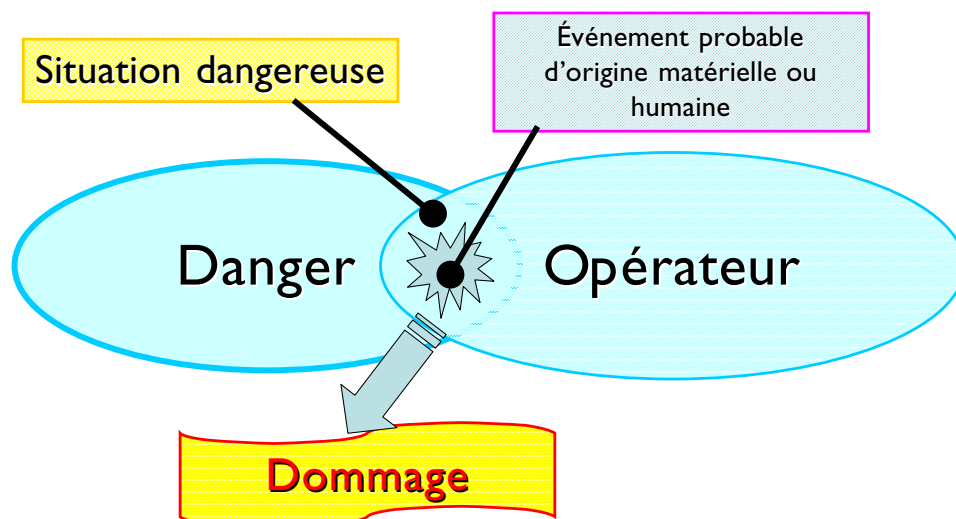 Situation dangereuse
Événement probable
d'origine matérielle ou
humaine
Danger
Opérateur
Dommage